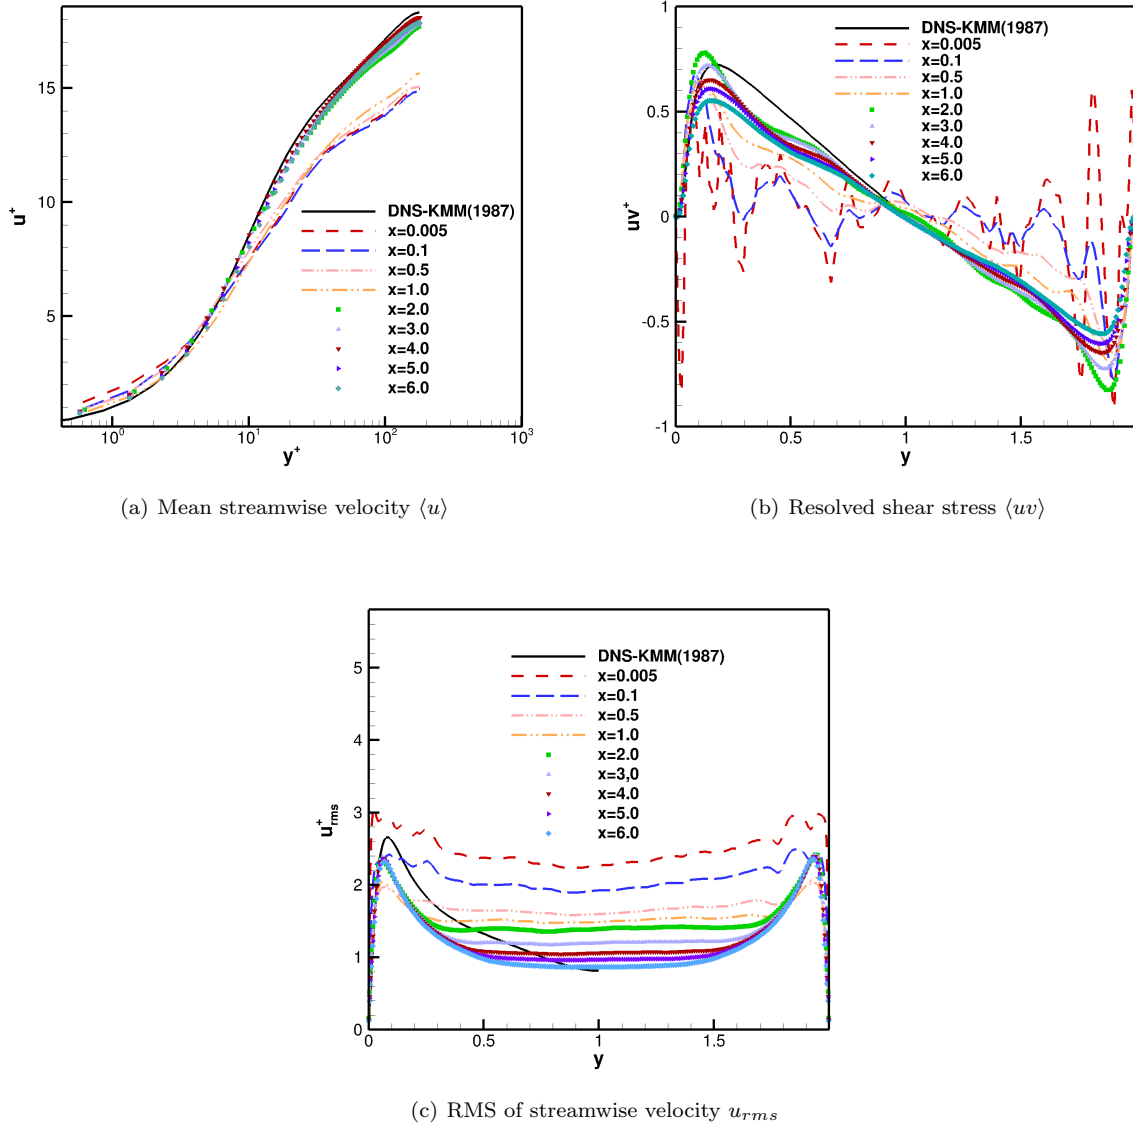 u+
15
10
5
10^0
10^1
10^2
10^3
y+
DNS-KMM(1987)
x=0.005
x=0.1
x=0.5
x=1.0
x=2.0
x=3.0
x=4.0
x=5.0
x=6.0
(a) Mean streamwise velocity ⟨u⟩
uv+
1
0.5
0
-0.5
-1
0
0.5
1
1.5
y
DNS-KMM(1987)
x=0.005
x=0.1
x=0.5
x=1.0
x=2.0
x=3.0
x=4.0
x=5.0
x=6.0
(b) Resolved shear stress ⟨uv⟩
u+rms
5
4
3
2
1
0
0
0.5
1
1.5
y
DNS-KMM(1987)
x=0.005
x=0.1
x=0.5
x=1.0
x=2.0
x=3,0
x=4.0
x=5.0
x=6.0
(c) RMS of streamwise velocity urms